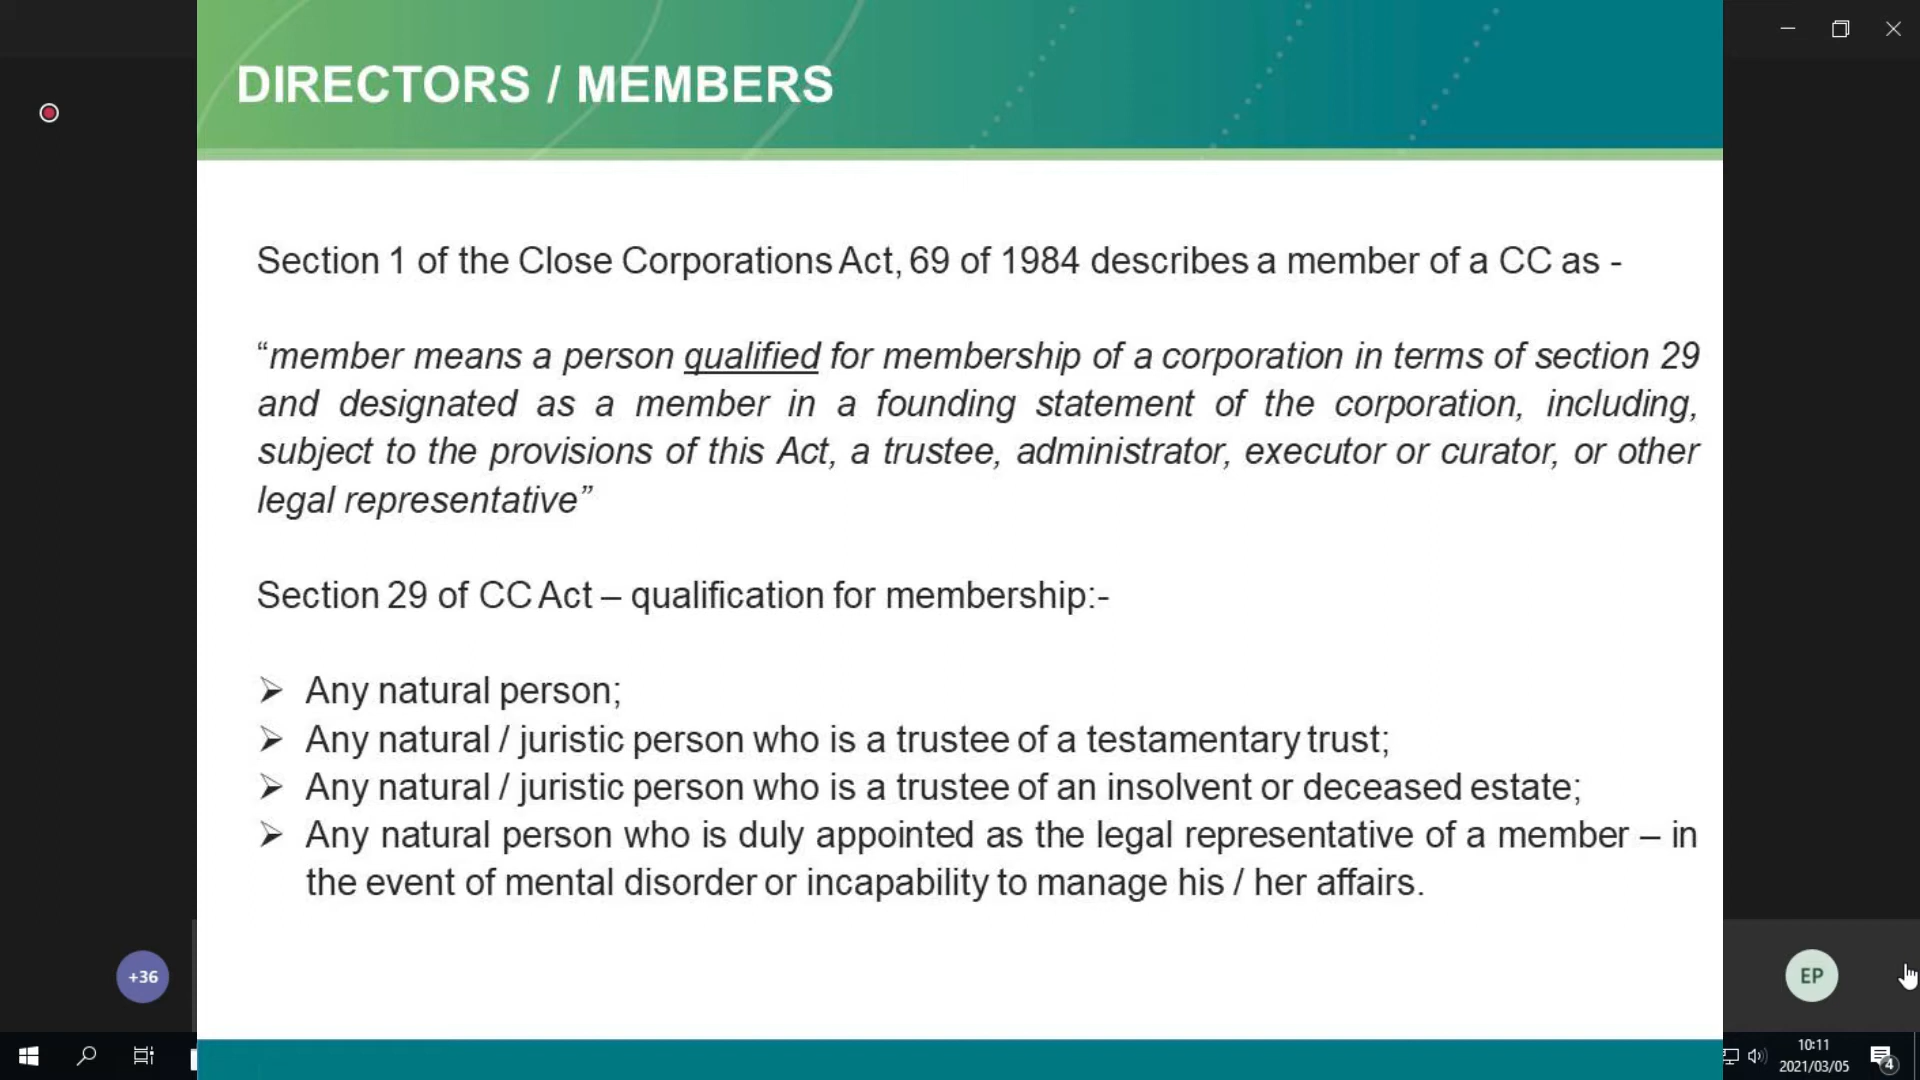 DIRECTORS / MEMBERS
Section 1 of the Close Corporations Act, 69 of 1984 describes a member of a CC as -
“member means a person qualified for membership of a corporation in terms of section 29
and designated as a member in a founding statement of the corporation, including,
subject to the provisions of this Act, a trustee, administrator, executor or curator, or other
legal representative”
Section 29 of CC Act – qualification for membership:-
➢ Any natural person;
➢ Any natural / juristic person who is a trustee of a testamentary trust;
➢ Any natural / juristic person who is a trustee of an insolvent or deceased estate;
➢ Any natural person who is duly appointed as the legal representative of a member – in
the event of mental disorder or incapability to manage his / her affairs.
+36
EP
10:11
2021/03/05
4